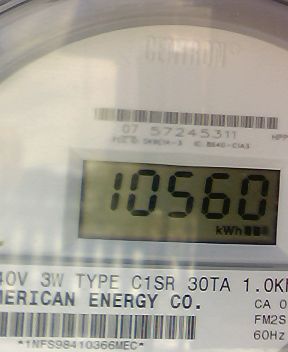 CENTRON®
07 57245311
10560
kWh
40V 3W TYPE C1SR 30TA 1.0K
MERICAN ENERGY CO.
CA 0
FM2S
60Hz
*1NFS98410366MEC*